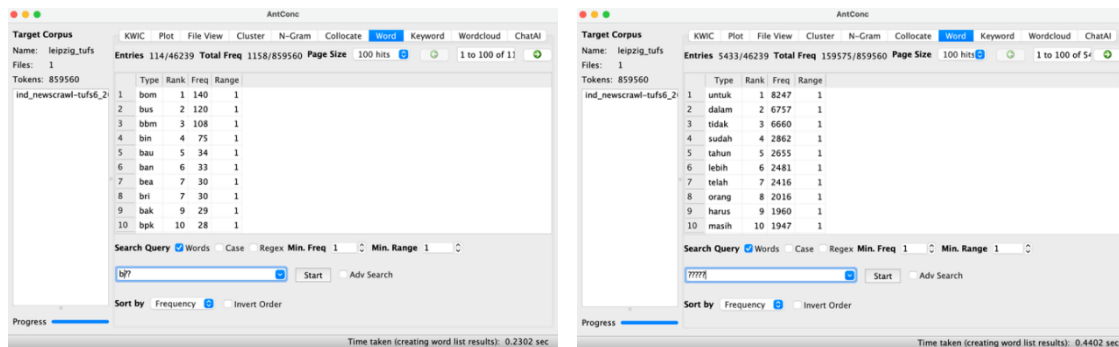 AntConc
Target Corpus
Name: leipzig_tufs
Files: 1
Tokens: 859560
ind_newscrawl-tufs6_2
KWIC Plot File View Cluster N-Gram Collocate Word Keyword Wordcloud ChatAI
Entries 114/46239 Total Freq 1158/859560 Page Size 100 hits 1 to 100 of 11
Type Rank Freq Range
1 bom 1 140 1
2 bus 2 120 1
3 bbm 3 108 1
4 bin 4 75 1
5 bau 5 34 1
6 ban 6 33 1
7 bea 7 30 1
8 bri 7 30 1
9 bak 9 29 1
10 bpk 10 28 1
Search Query Words Case Regex Min. Freq 1 Min. Range 1
b??
Start Adv Search
Sort by Frequency Invert Order
Progress
Time taken (creating word list results): 0.2302 sec
AntConc
Target Corpus
Name: leipzig_tufs
Files: 1
Tokens: 859560
ind_newscrawl-tufs6_2
KWIC Plot File View Cluster N-Gram Collocate Word Keyword Wordcloud ChatAI
Entries 5433/46239 Total Freq 159575/859560 Page Size 100 hits 1 to 100 of 54
Type Rank Freq Range
1 untuk 1 8247 1
2 dalam 2 6757 1
3 tidak 3 6660 1
4 sudah 4 2862 1
5 tahun 5 2655 1
6 lebih 6 2481 1
7 telah 7 2416 1
8 orang 8 2016 1
9 harus 9 1960 1
10 masih 10 1947 1
Search Query Words Case Regex Min. Freq 1 Min. Range 1
?????
Start Adv Search
Sort by Frequency Invert Order
Progress
Time taken (creating word list results): 0.4402 sec